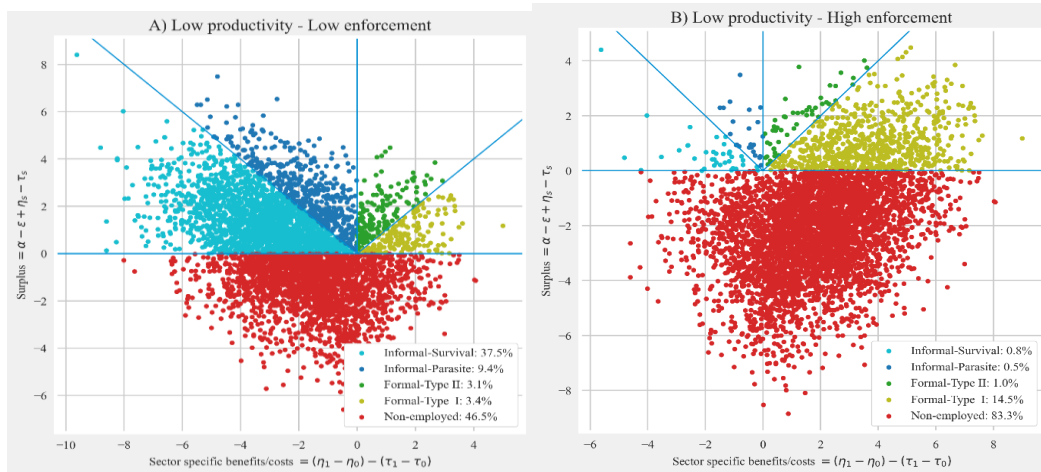 A) Low productivity - Low enforcement
8
6
4
2
0
−2
−4
−6
Surplus = α − ε + ηs − τs
Informal-Survival: 37.5%
Informal-Parasite: 9.4%
Formal-Type II: 3.1%
Formal-Type I: 3.4%
Non-employed: 46.5%
−10 −8 −6 −4 −2 0 2 4
Sector specific benefits/costs = (η1 − η0) − (τ1 − τ0)
B) Low productivity - High enforcement
4
2
0
−2
−4
−6
−8
Surplus = α − ε + ηs − τs
Informal-Survival: 0.8%
Informal-Parasite: 0.5%
Formal-Type II: 1.0%
Formal-Type I: 14.5%
Non-employed: 83.3%
−6 −4 −2 0 2 4 6 8
Sector specific benefits/costs = (η1 − η0) − (τ1 − τ0)